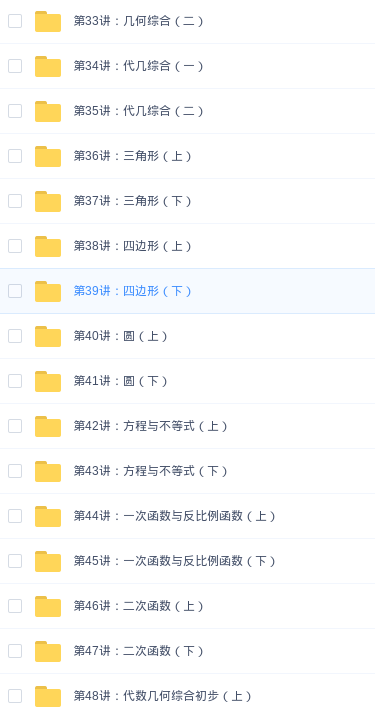 第33讲：几何综合（二）
第34讲：代几综合（一）
第35讲：代几综合（二）
第36讲：三角形（上）
第37讲：三角形（下）
第38讲：四边形（上）
第39讲：四边形（下）
第40讲：圆（上）
第41讲：圆（下）
第42讲：方程与不等式（上）
第43讲：方程与不等式（下）
第44讲：一次函数与反比例函数（上）
第45讲：一次函数与反比例函数（下）
第46讲：二次函数（上）
第47讲：二次函数（下）
第48讲：代数几何综合初步（上）